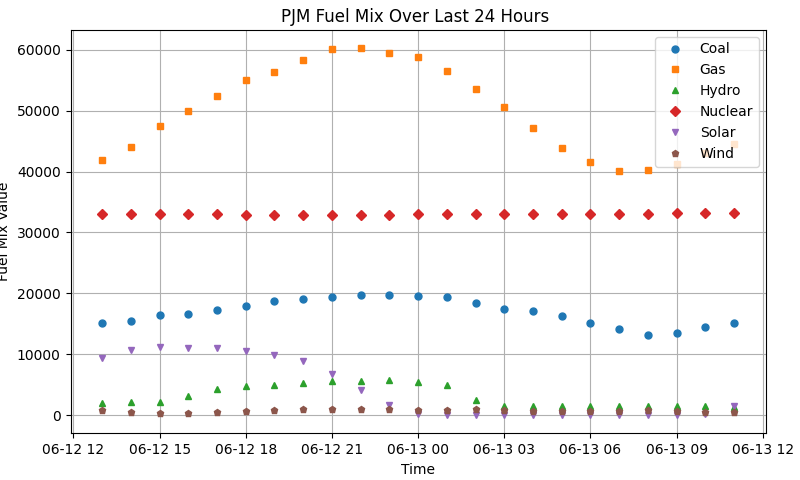 PJM Fuel Mix Over Last 24 Hours
60000
50000
40000
30000
20000
10000
0
Fuel Mix Value
Coal
Gas
Hydro
Nuclear
Solar
Wind
06-12 12
06-12 15
06-12 18
06-12 21
06-13 00
06-13 03
06-13 06
06-13 09
06-13 12
Time